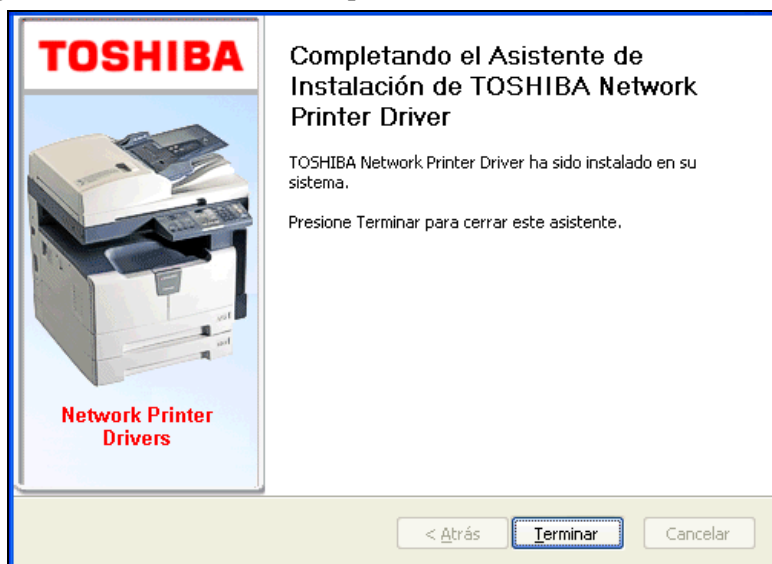 TOSHIBA
Network Printer
Drivers
Completando el Asistente de
Instalación de TOSHIBA Network
Printer Driver
TOSHIBA Network Printer Driver ha sido instalado en su
sistema.
Presione Terminar para cerrar este asistente.
< Atrás
Terminar
Cancelar